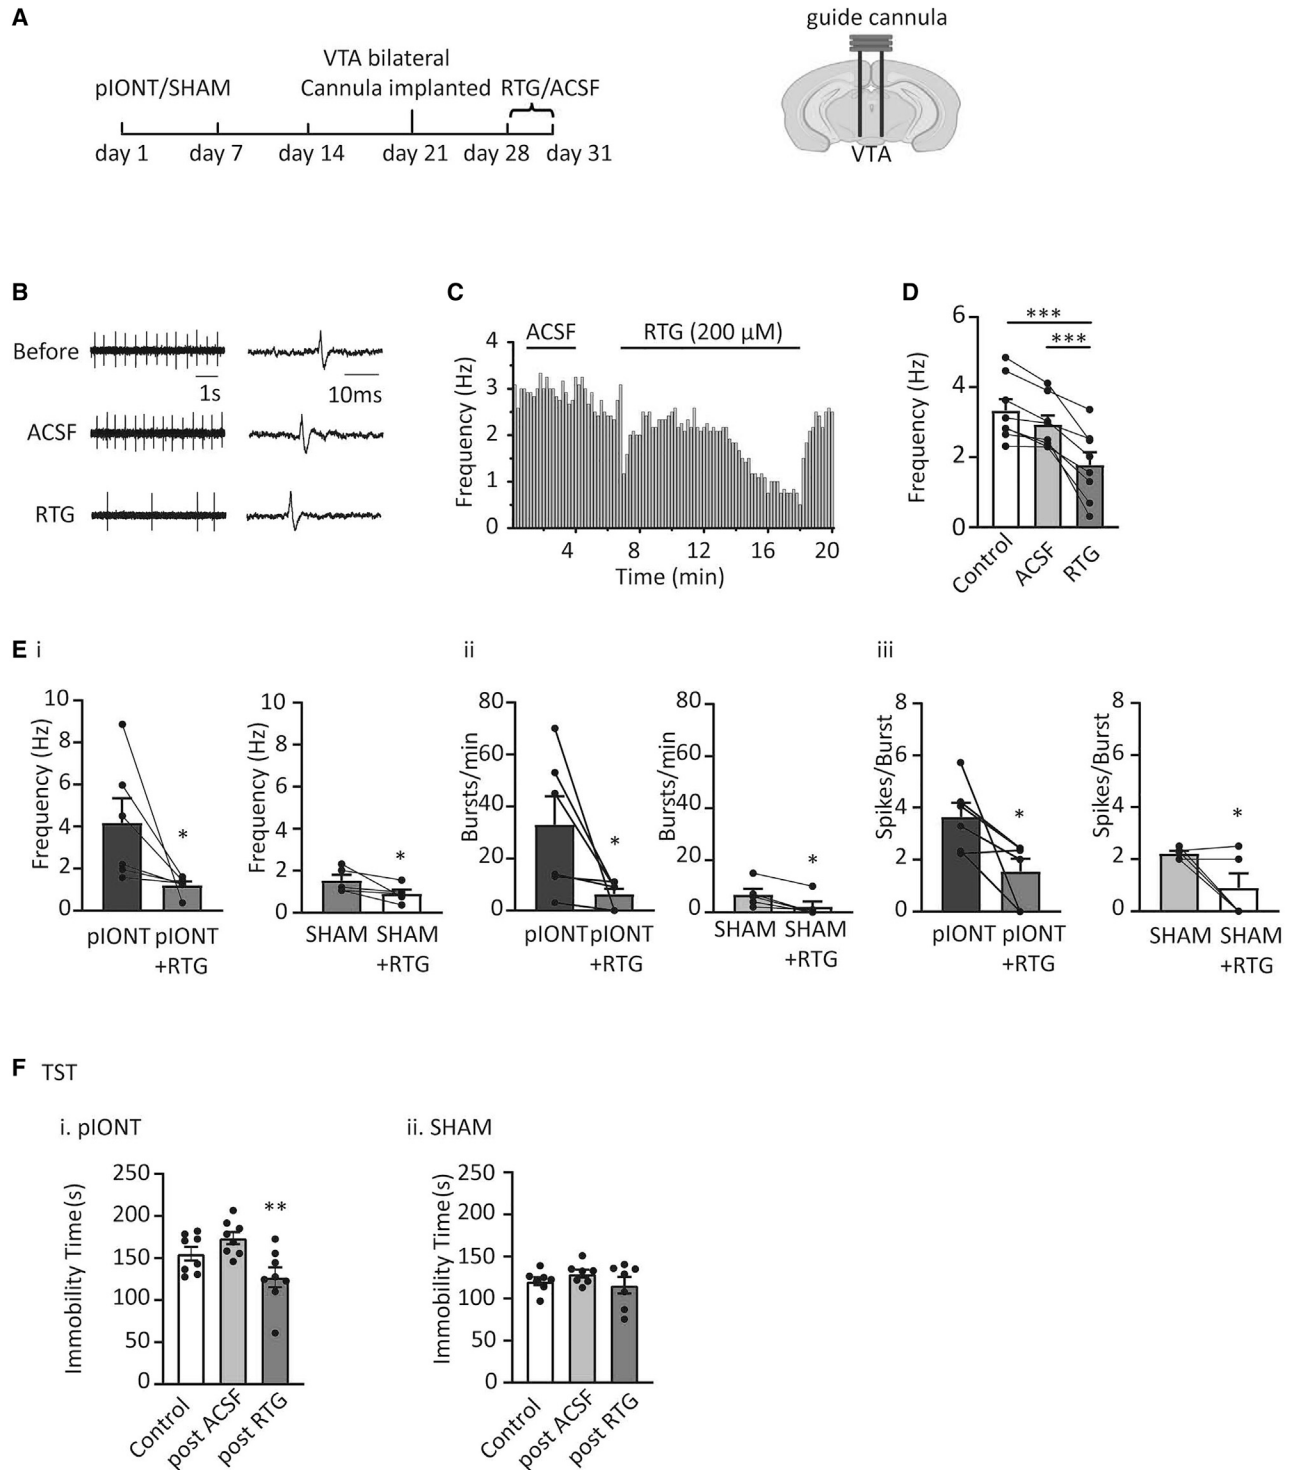 A
guide cannula
VTA bilateral
pIONT/SHAM
Cannula implanted
RTG/ACSF
day 1
day 7
day 14
day 21
day 28
day 31
VTA
B
Before
1s
10ms
ACSF
RTG
C
ACSF
RTG (200 µM)
Frequency (Hz)
4
3
2
1
0
4
8
12
16
20
Time (min)
D
***
***
Frequency (Hz)
6
4
2
0
Control
ACSF
RTG
E i
Frequency (Hz)
10
8
6
4
2
0
*
pIONT
pIONT
+RTG
Frequency (Hz)
10
8
6
4
2
0
*
SHAM
SHAM
+RTG
ii
Bursts/min
80
60
40
20
0
*
pIONT
pIONT
+RTG
Bursts/min
80
60
40
20
0
*
SHAM
SHAM
+RTG
iii
Spikes/Burst
8
6
4
2
0
*
pIONT
pIONT
+RTG
Spikes/Burst
8
6
4
2
0
*
SHAM
SHAM
+RTG
F TST
i. pIONT
Immobility Time(s)
250
200
150
100
50
0
**
Control
post ACSF
post RTG
ii. SHAM
Immobility Time(s)
250
200
150
100
50
0
Control
post ACSF
post RTG